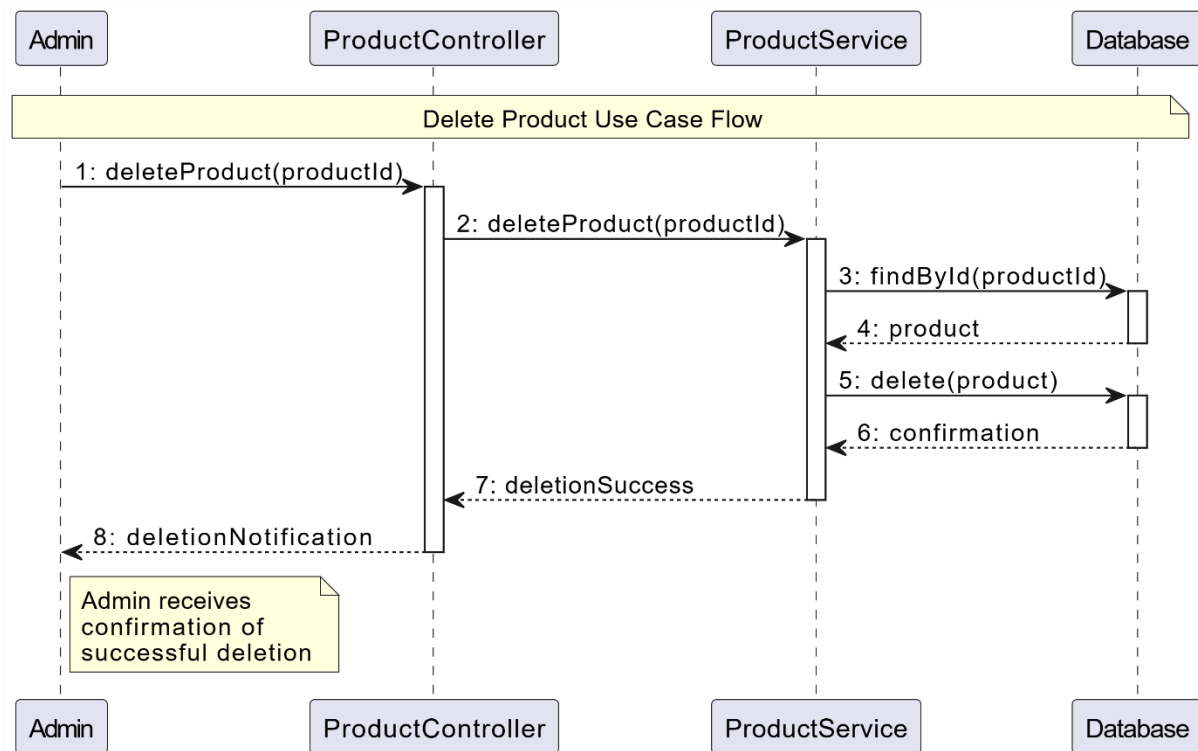 Admin
ProductController
ProductService
Database
Delete Product Use Case Flow
1: deleteProduct(productId)
2: deleteProduct(productId)
3: findById(productId)
4: product
5: delete(product)
6: confirmation
7: deletionSuccess
8: deletionNotification
Admin receives
confirmation of
successful deletion
Admin
ProductController
ProductService
Database